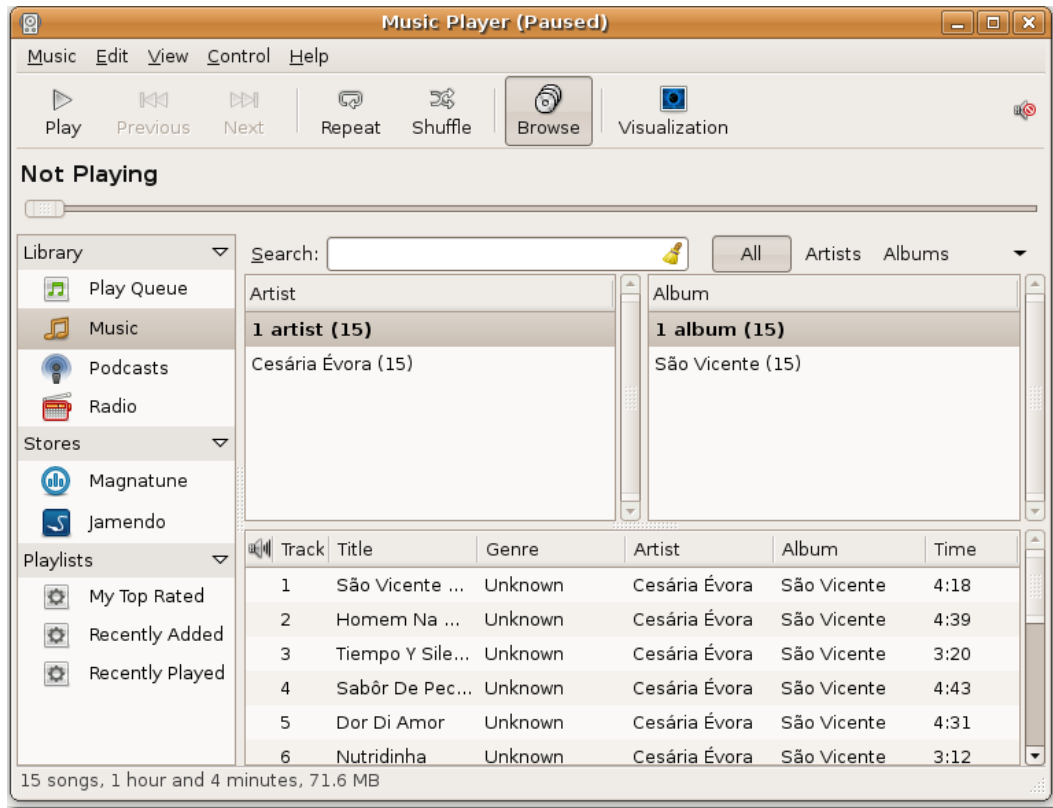 Music Player (Paused)
Music Edit View Control Help
Play Previous Next Repeat Shuffle Browse Visualization
Not Playing
Library
Play Queue
Music
Podcasts
Radio
Stores
Magnatune
Jamendo
Playlists
My Top Rated
Recently Added
Recently Played
Search: All Artists Albums
Artist
1 artist (15)
Cesária Évora (15)
Album
1 album (15)
São Vicente (15)
Track Title Genre Artist Album Time
1 São Vicente ... Unknown Cesária Évora São Vicente 4:18
2 Homem Na ... Unknown Cesária Évora São Vicente 4:39
3 Tiempo Y Sile... Unknown Cesária Évora São Vicente 3:20
4 Sabôr De Pec... Unknown Cesária Évora São Vicente 4:43
5 Dor Di Amor Unknown Cesária Évora São Vicente 4:31
6 Nutridinha Unknown Cesária Évora São Vicente 3:12
15 songs, 1 hour and 4 minutes, 71.6 MB